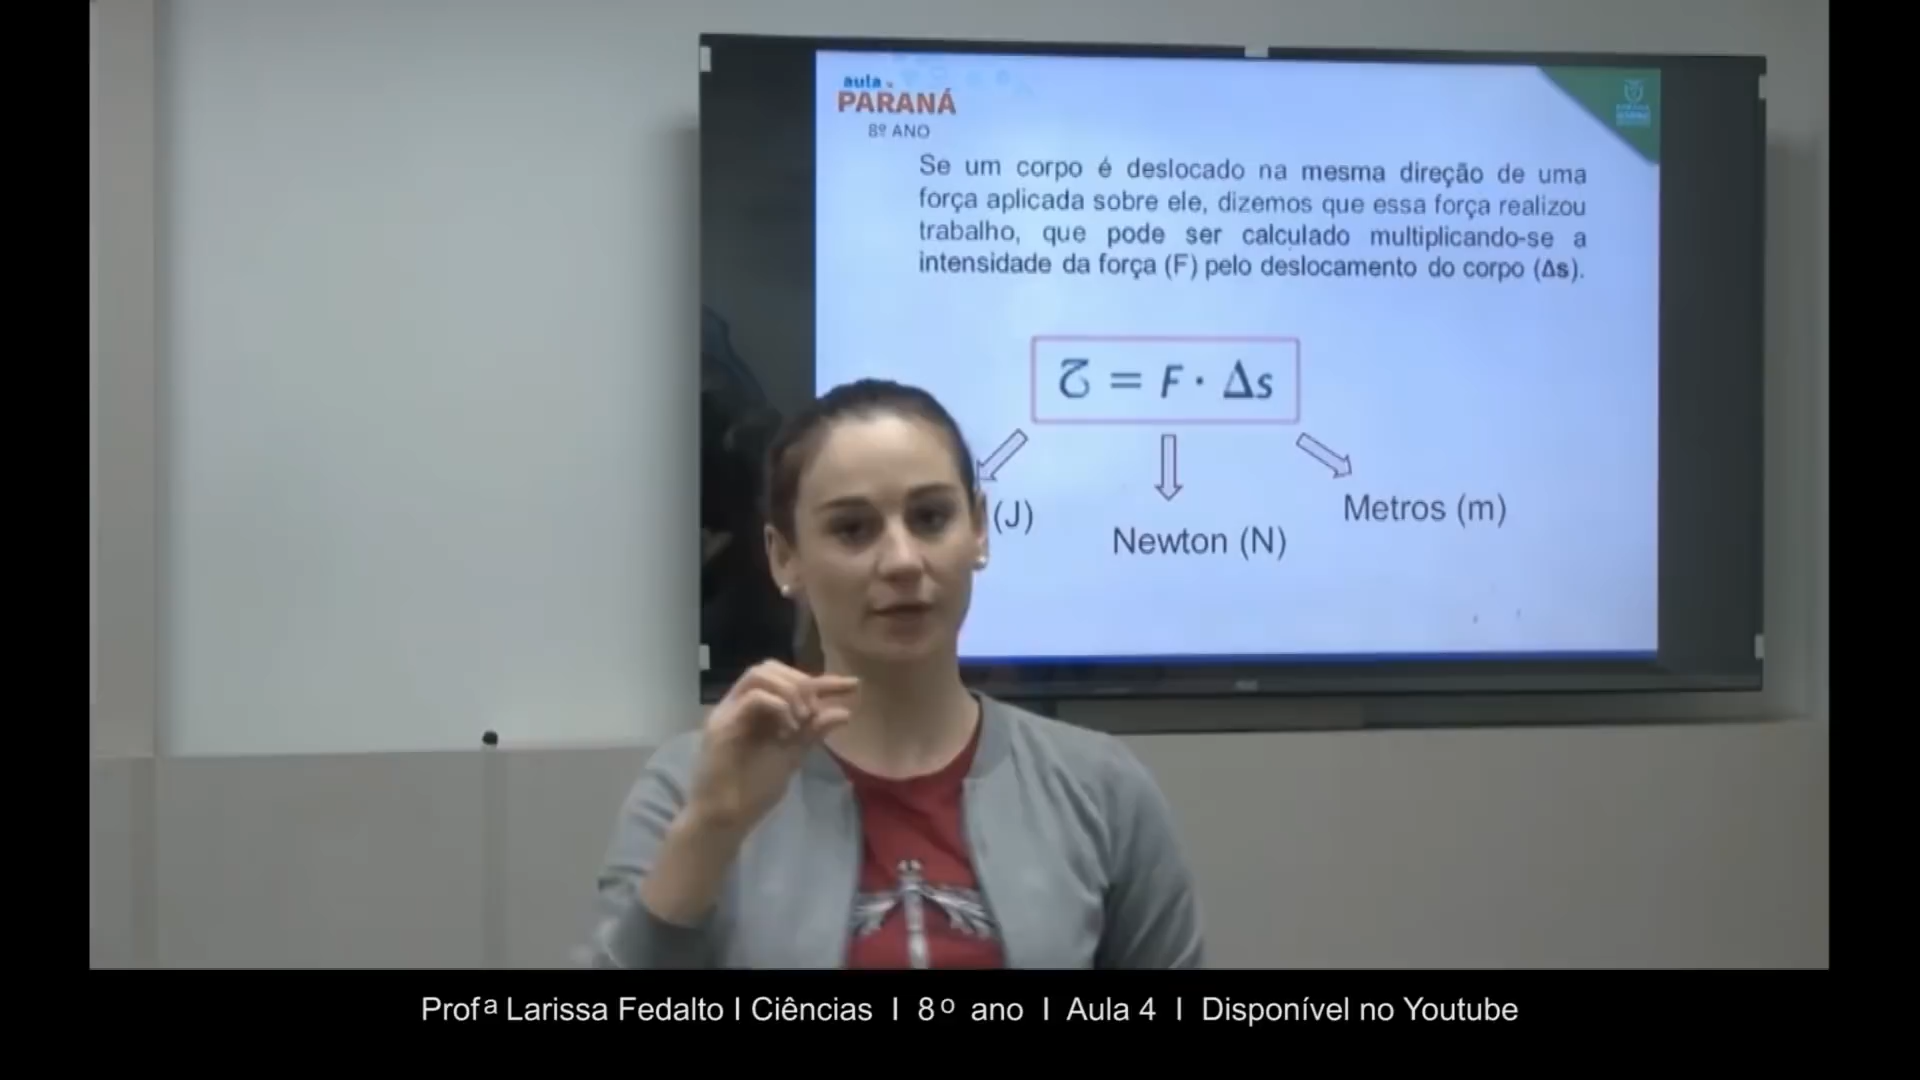 aula
PARANÁ
8º ANO
Se um corpo é deslocado na mesma direção de uma
força aplicada sobre ele, dizemos que essa força realizou
trabalho, que pode ser calculado multiplicando-se a
intensidade da força (F) pelo deslocamento do corpo (Δs).
𝜏 = F · Δs
(J)
Newton (N)
Metros (m)
Profª Larissa Fedalto I Ciências I 8º ano I Aula 4 I Disponível no Youtube